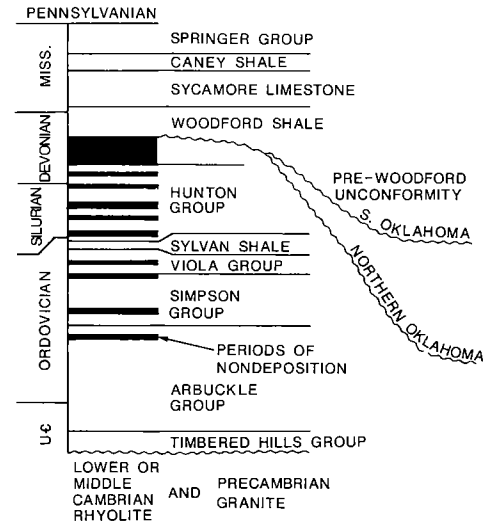 PENNSYLVANIAN
MISS.
SPRINGER GROUP
CANEY SHALE
SYCAMORE LIMESTONE
DEVONIAN
WOODFORD SHALE
PRE-WOODFORD
UNCONFORMITY
S. OKLAHOMA
NORTHERN OKLAHOMA
SILURIAN
HUNTON
GROUP
SYLVAN SHALE
VIOLA GROUP
ORDOVICIAN
SIMPSON
GROUP
PERIODS OF
NONDEPOSITION
ARBUCKLE
GROUP
U-Є
TIMBERED HILLS GROUP
LOWER OR
MIDDLE
CAMBRIAN
RHYOLITE
AND
PRECAMBRIAN
GRANITE